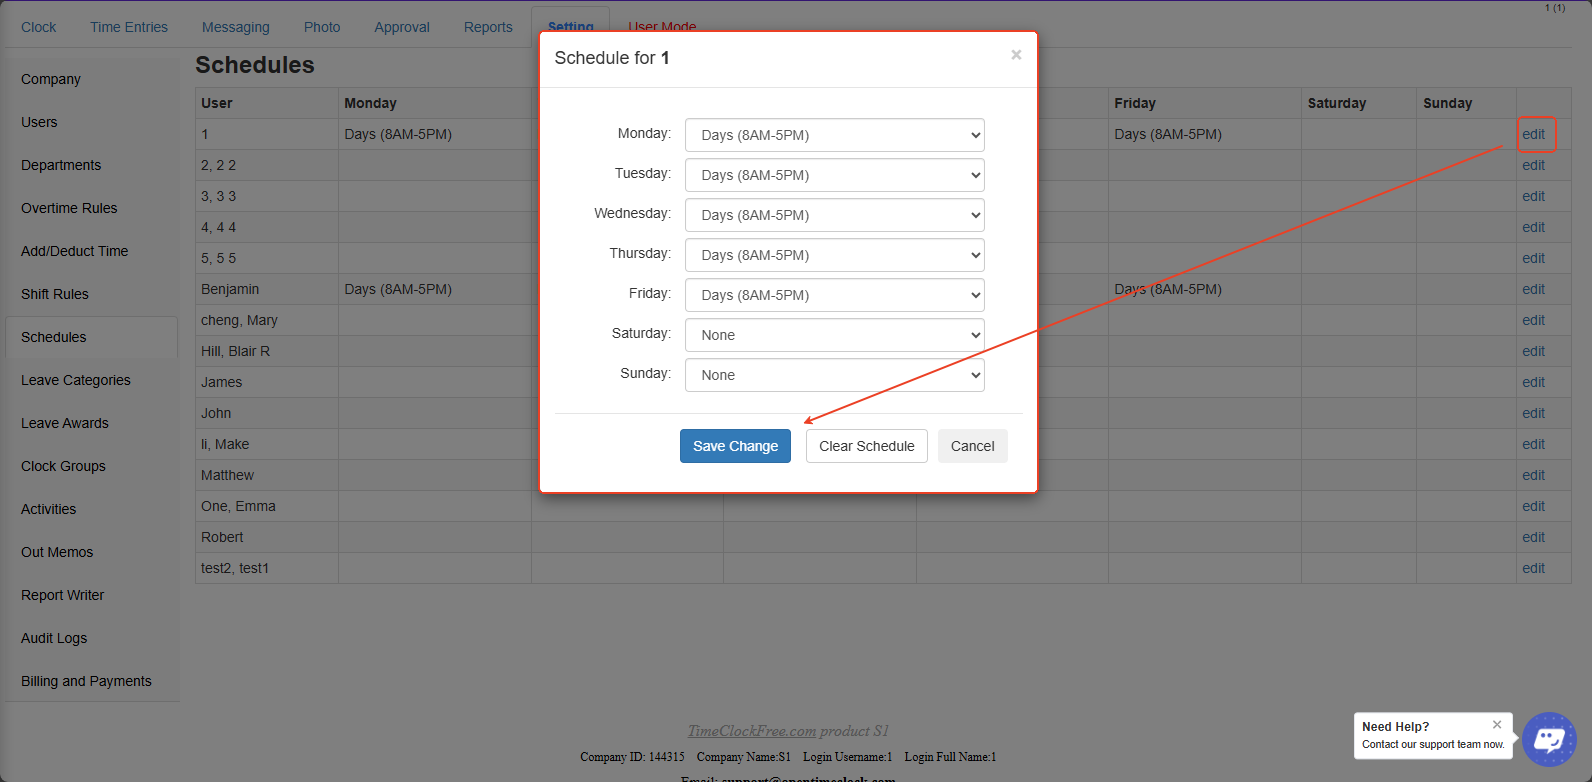 1 (1)
Clock Time Entries Messaging Photo Approval Reports Setting User Mode
Company
Users
Departments
Overtime Rules
Add/Deduct Time
Shift Rules
Schedules
Leave Categories
Leave Awards
Clock Groups
Activities
Out Memos
Report Writer
Audit Logs
Billing and Payments
Schedules
User Monday Friday Saturday Sunday
1 Days (8AM-5PM) Days (8AM-5PM) edit
2, 2 2 edit
3, 3 3 edit
4, 4 4 edit
5, 5 5 edit
Benjamin Days (8AM-5PM) Days (8AM-5PM) edit
cheng, Mary edit
Hill, Blair R edit
James edit
John edit
li, Make edit
Matthew edit
One, Emma edit
Robert edit
test2, test1 edit
Schedule for 1 ×
Monday: Days (8AM-5PM)
Tuesday: Days (8AM-5PM)
Wednesday: Days (8AM-5PM)
Thursday: Days (8AM-5PM)
Friday: Days (8AM-5PM)
Saturday: None
Sunday: None
Save Change Clear Schedule Cancel
TimeClockFree.com product S1
Company ID: 144315 Company Name:S1 Login Username:1 Login Full Name:1
Email: support@opentimeclock.com
Need Help? ×
Contact our support team now.